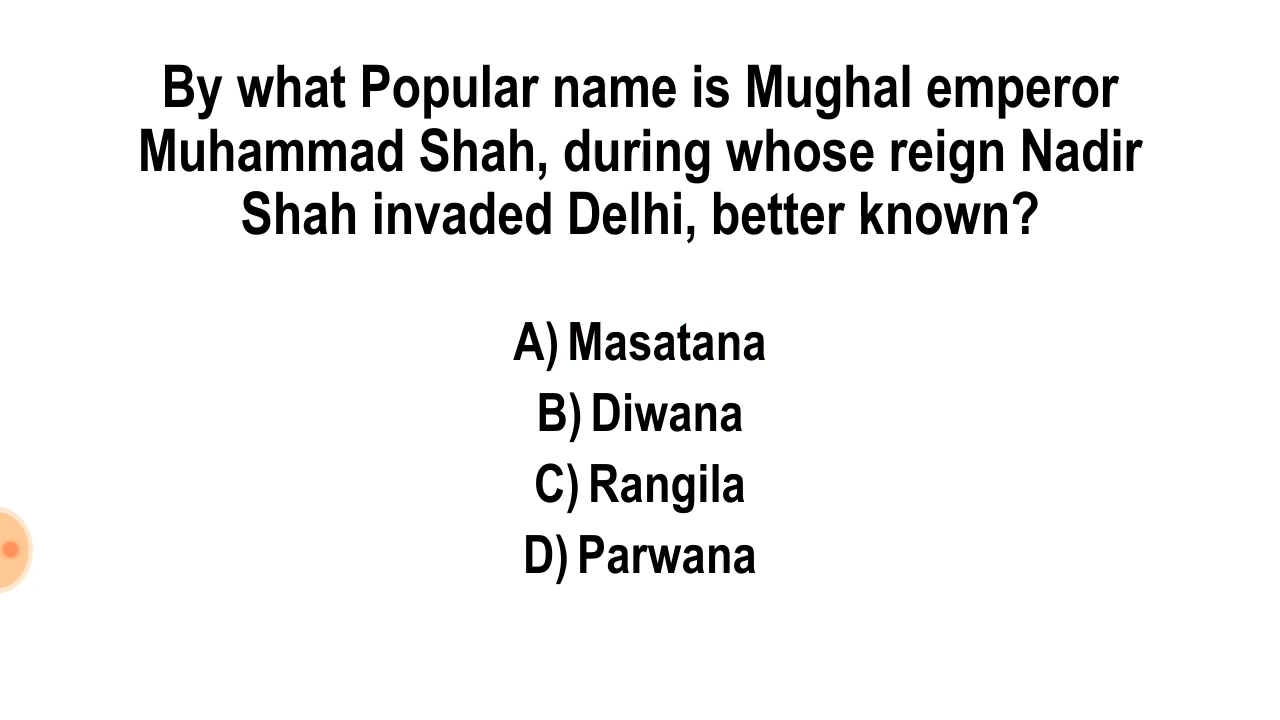 By what Popular name is Mughal emperor
Muhammad Shah, during whose reign Nadir
Shah invaded Delhi, better known?
A) Masatana
B) Diwana
C) Rangila
D) Parwana